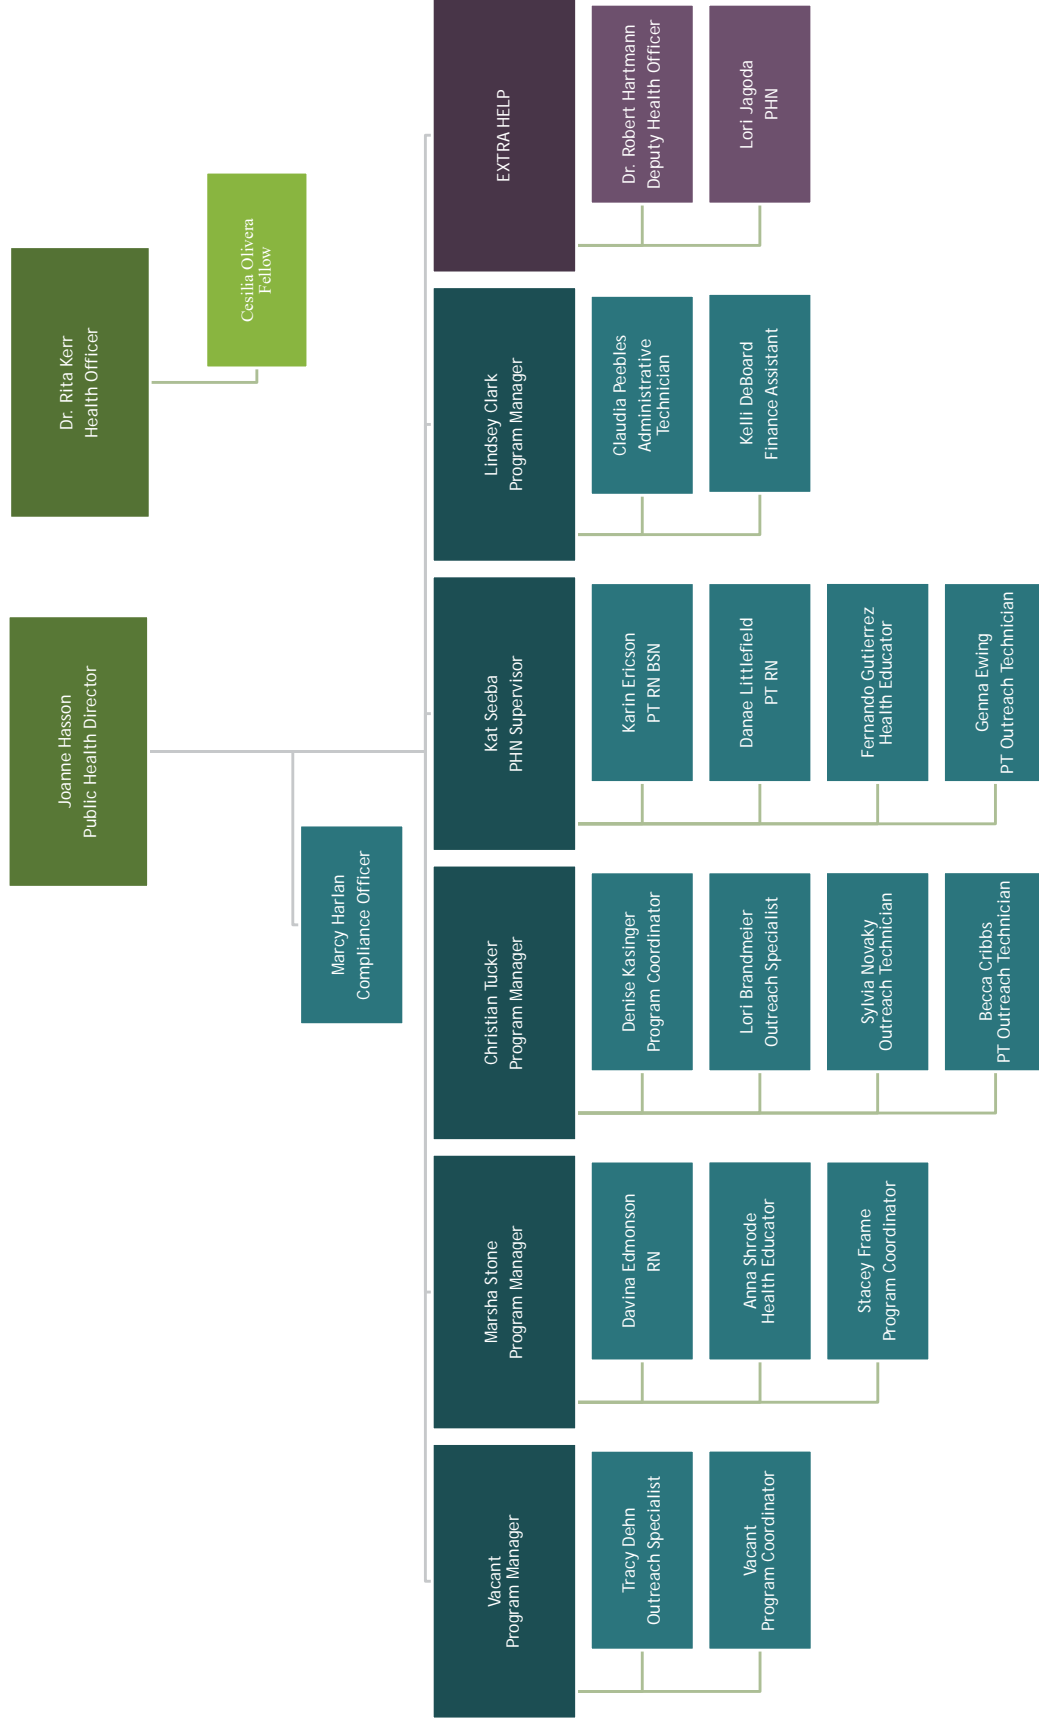 Joanne Hasson
Public Health Director
Dr. Rita Kerr
Health Officer
Cesilia Olivera
Fellow
Marcy Harlan
Compliance Officer
Vacant
Program Manager
Tracy Dehn
Outreach Specialist
Vacant
Program Coordinator
Marsha Stone
Program Manager
Davina Edmonson
RN
Anna Shrode
Health Educator
Stacey Frame
Program Coordinator
Christian Tucker
Program Manager
Denise Kasinger
Program Coordinator
Lori Brandmeier
Outreach Specialist
Sylvia Novaky
Outreach Technician
Becca Cribbs
PT Outreach Technician
Kat Seeba
PHN Supervisor
Karin Ericson
PT RN BSN
Danae Littlefield
PT RN
Fernando Gutierrez
Health Educator
Genna Ewing
PT Outreach Technician
Lindsey Clark
Program Manager
Claudia Peebles
Administrative
Technician
Kelli DeBoard
Finance Assistant
EXTRA HELP
Dr. Robert Hartmann
Deputy Health Officer
Lori Jagoda
PHN